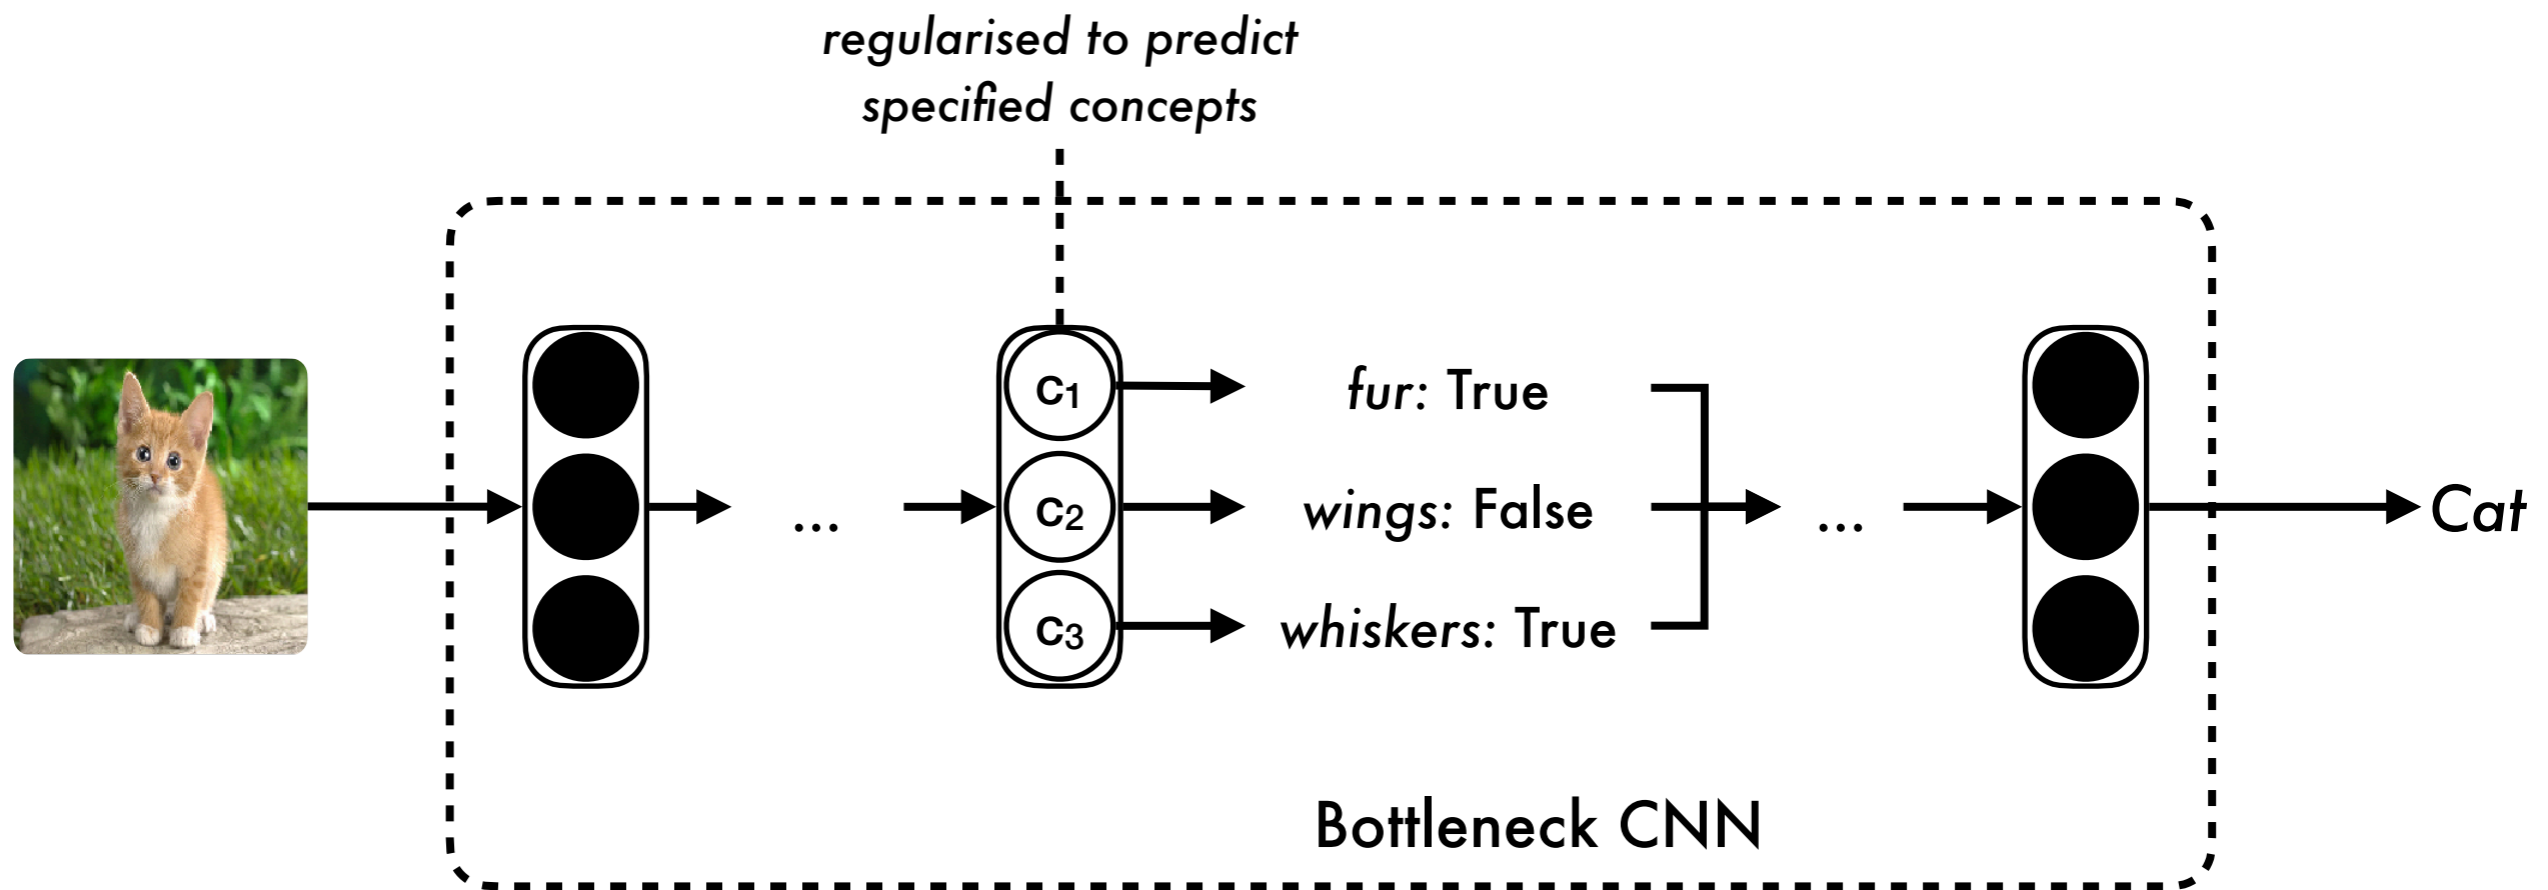 regularised to predict
specified concepts
c1
fur: True
...
c2
wings: False
...
Cat
c3
whiskers: True
Bottleneck CNN